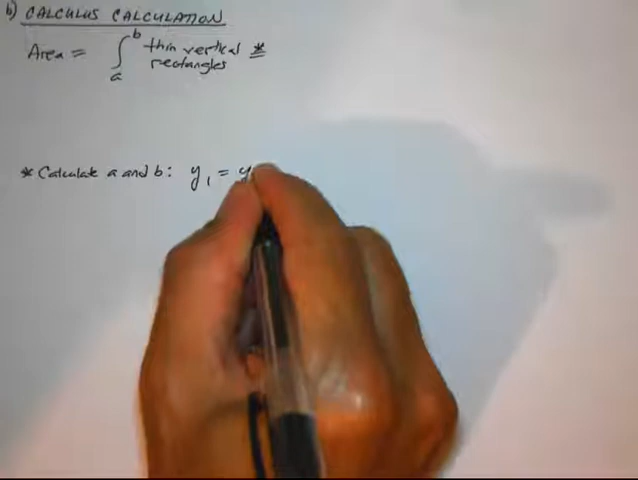 b) CALCULUS CALCULATION
Area = ∫ₐᵇ thin vertical *
rectangles
* Calculate a and b: y₁ = y